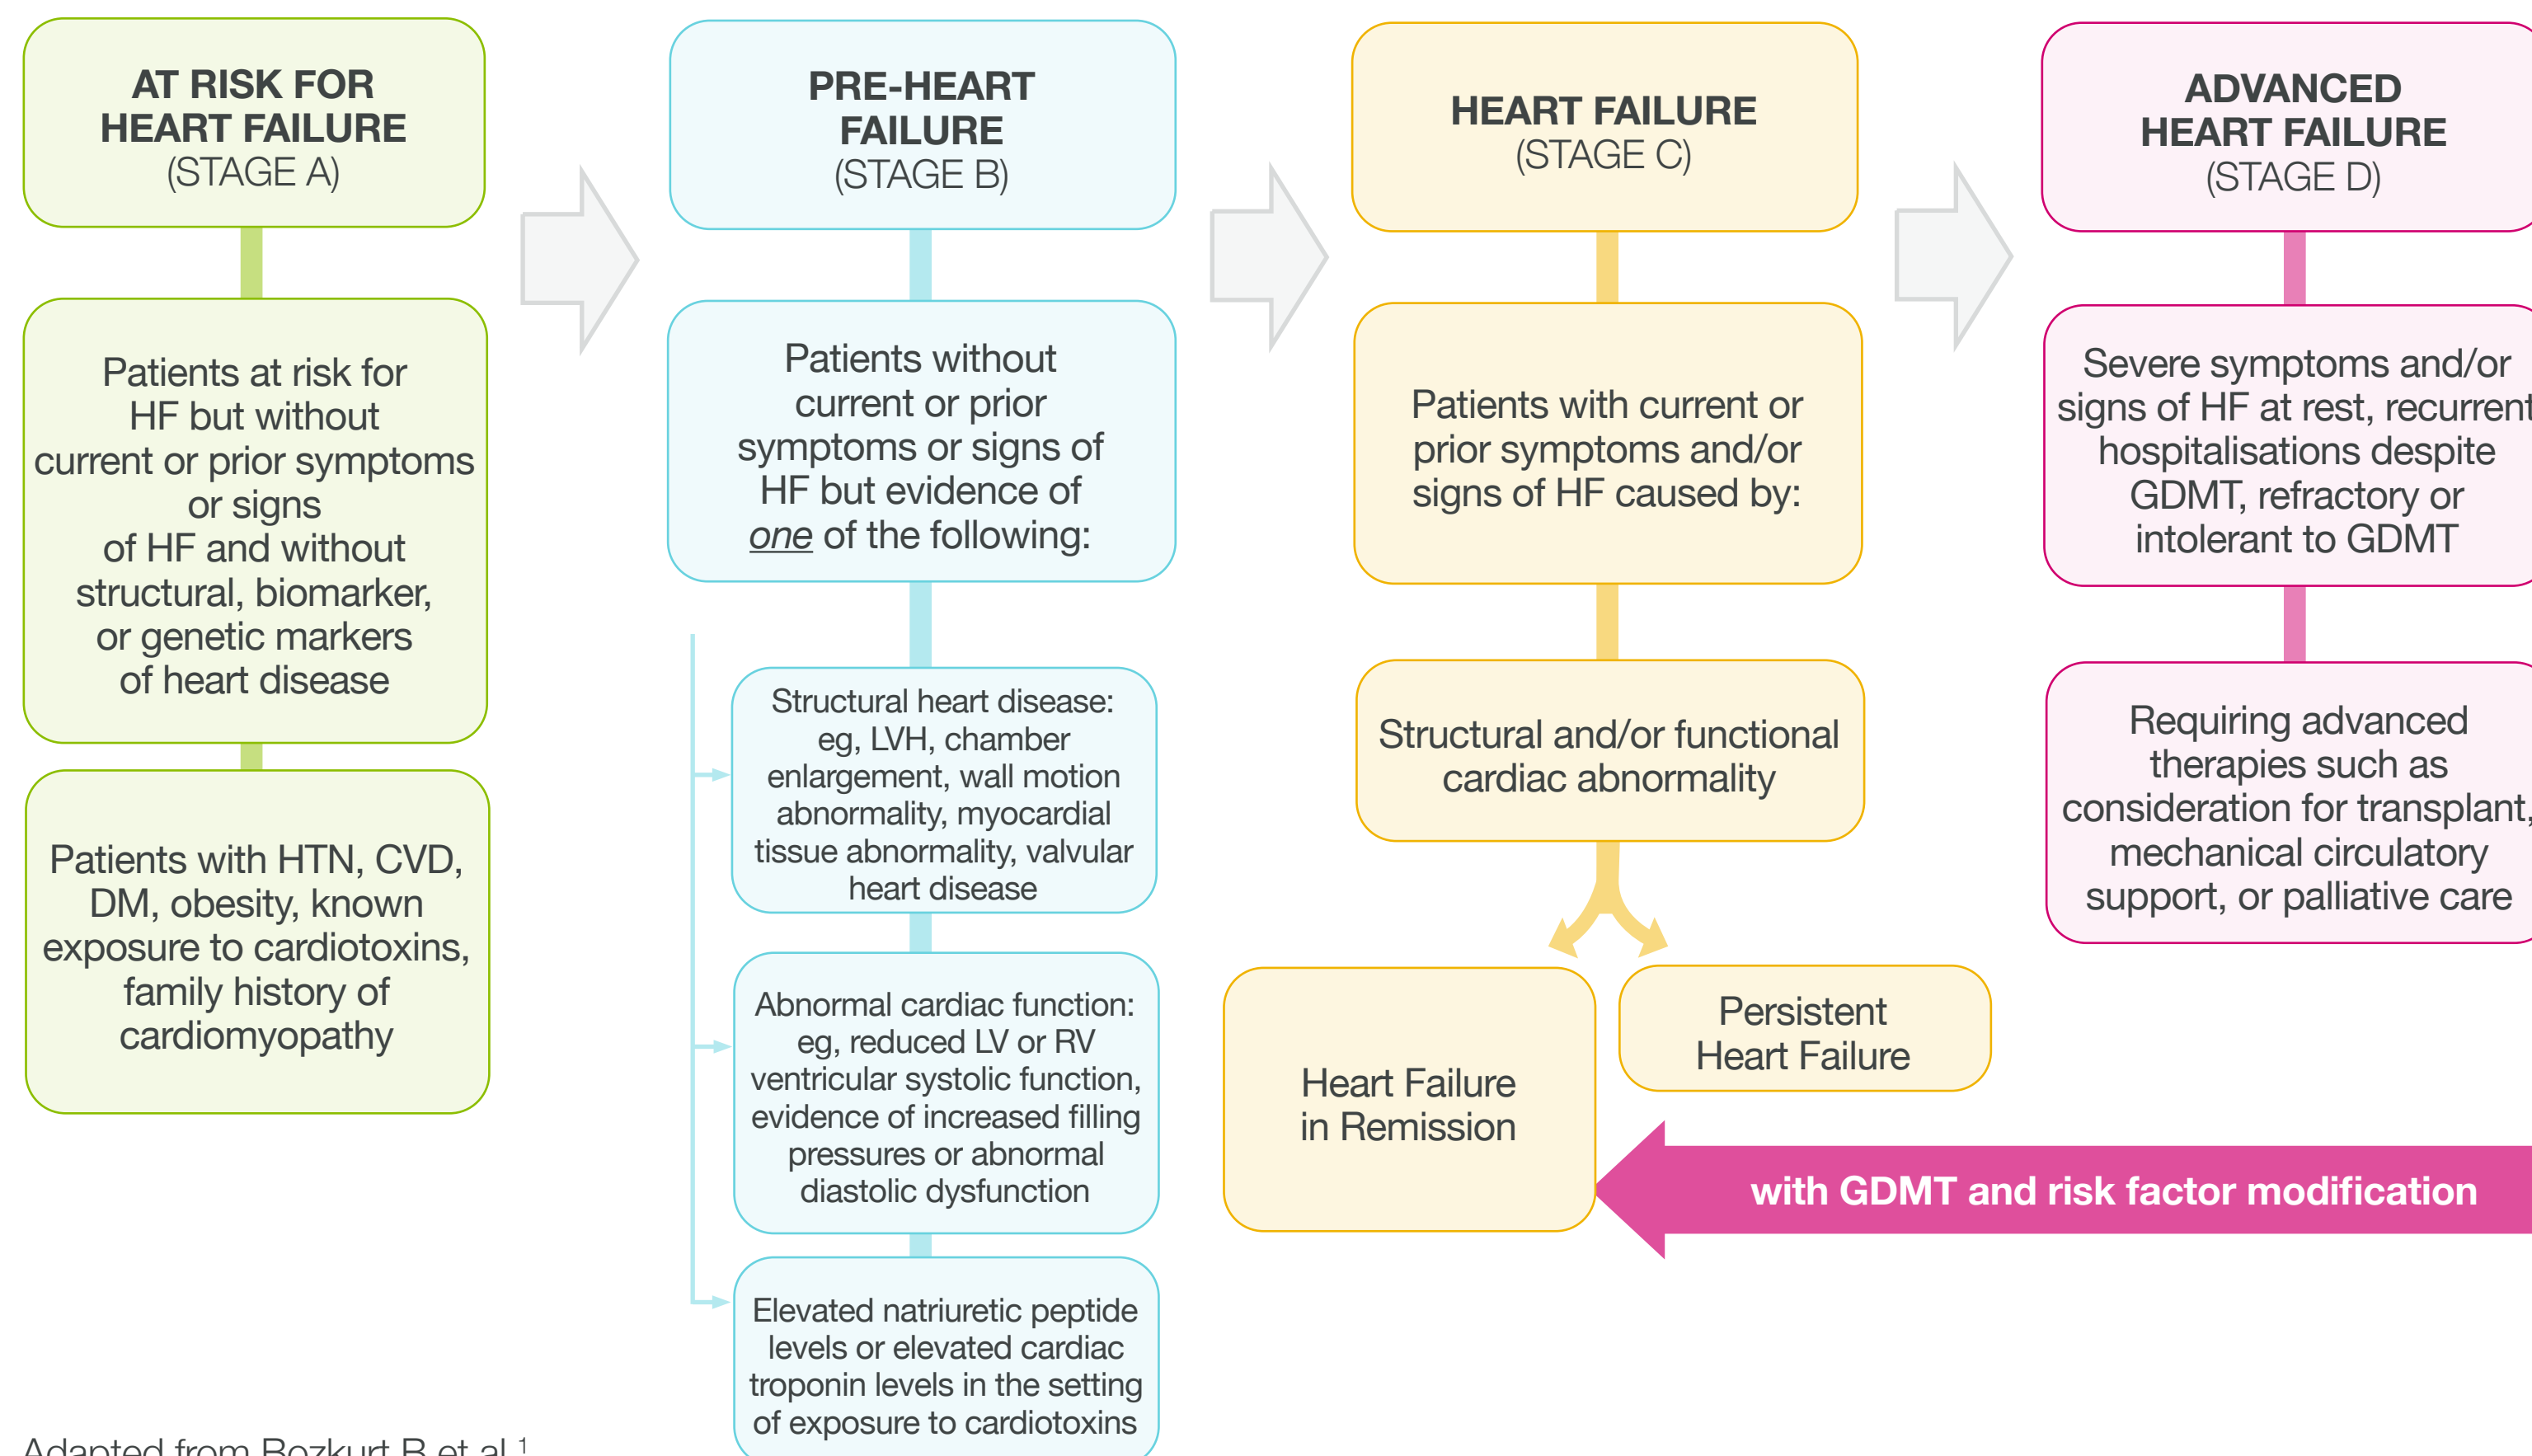 AT RISK FOR
HEART FAILURE
(STAGE A)
Patients at risk for
HF but without
current or prior symptoms
or signs
of HF and without
structural, biomarker,
or genetic markers
of heart disease
Patients with HTN, CVD,
DM, obesity, known
exposure to cardiotoxins,
family history of
cardiomyopathy
PRE-HEART
FAILURE
(STAGE B)
Patients without
current or prior
symptoms or signs of
HF but evidence of
one of the following:
Structural heart disease:
eg, LVH, chamber
enlargement, wall motion
abnormality, myocardial
tissue abnormality, valvular
heart disease
Abnormal cardiac function:
eg, reduced LV or RV
ventricular systolic function,
evidence of increased filling
pressures or abnormal
diastolic dysfunction
Elevated natriuretic peptide
levels or elevated cardiac
troponin levels in the setting
of exposure to cardiotoxins
HEART FAILURE
(STAGE C)
Patients with current or
prior symptoms and/or
signs of HF caused by:
Structural and/or functional
cardiac abnormality
Heart Failure
in Remission
Persistent
Heart Failure
ADVANCED
HEART FAILURE
(STAGE D)
Severe symptoms and/or
signs of HF at rest, recurrent
hospitalisations despite
GDMT, refractory or
intolerant to GDMT
Requiring advanced
therapies such as
consideration for transplant,
mechanical circulatory
support, or palliative care
with GDMT and risk factor modification
Adapted from Bozkurt B et al.¹